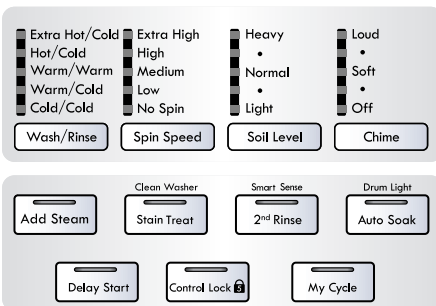 Extra Hot/Cold Extra High Heavy Loud
Hot/Cold High • •
Warm/Warm Medium Normal Soft
Warm/Cold Low • •
Cold/Cold No Spin Light Off
Wash/Rinse Spin Speed Soil Level Chime
Clean Washer Smart Sense Drum Light
Add Steam Stain Treat 2nd Rinse Auto Soak
Delay Start Control Lock My Cycle